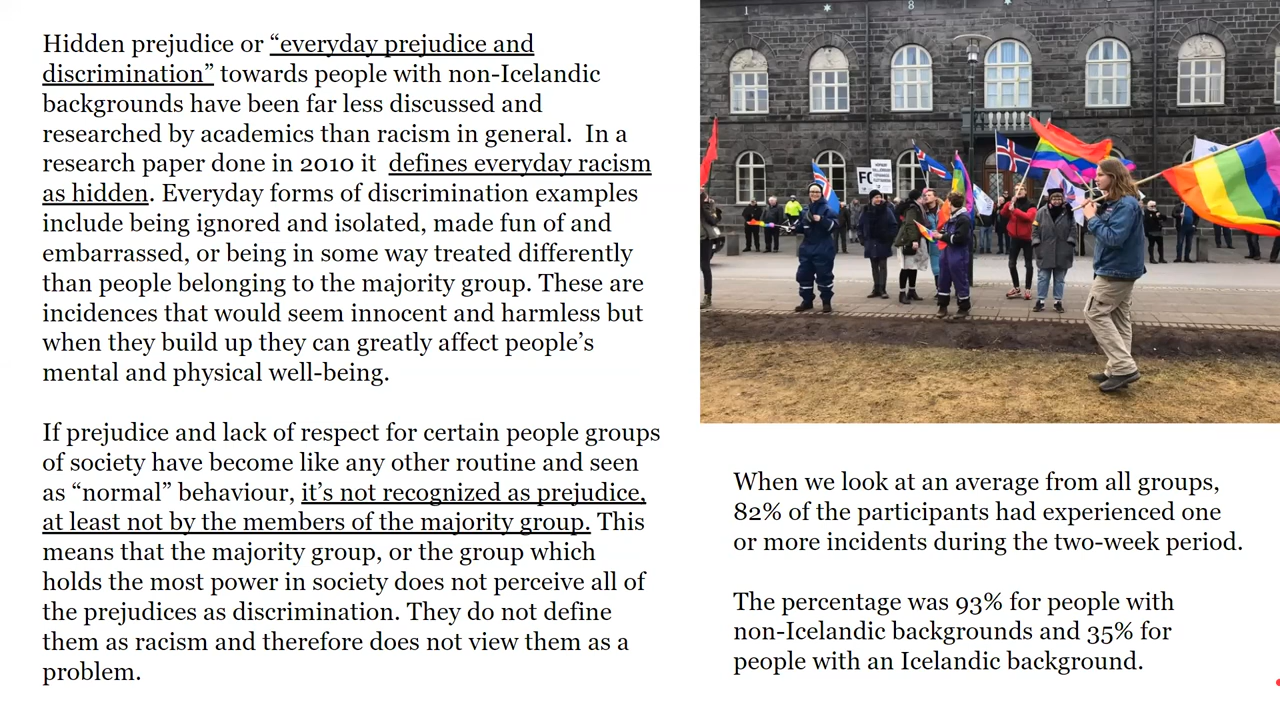 Hidden prejudice or “everyday prejudice and
discrimination” towards people with non-Icelandic
backgrounds have been far less discussed and
researched by academics than racism in general.  In a
research paper done in 2010 it  defines everyday racism
as hidden. Everyday forms of discrimination examples
include being ignored and isolated, made fun of and
embarrassed, or being in some way treated differently
than people belonging to the majority group. These are
incidences that would seem innocent and harmless but
when they build up they can greatly affect people’s
mental and physical well-being.
If prejudice and lack of respect for certain people groups
of society have become like any other routine and seen
as “normal” behaviour, it’s not recognized as prejudice,
at least not by the members of the majority group. This
means that the majority group, or the group which
holds the most power in society does not perceive all of
the prejudices as discrimination. They do not define
them as racism and therefore does not view them as a
problem.
1 8
When we look at an average from all groups,
82% of the participants had experienced one
or more incidents during the two-week period.
The percentage was 93% for people with
non-Icelandic backgrounds and 35% for
people with an Icelandic background.